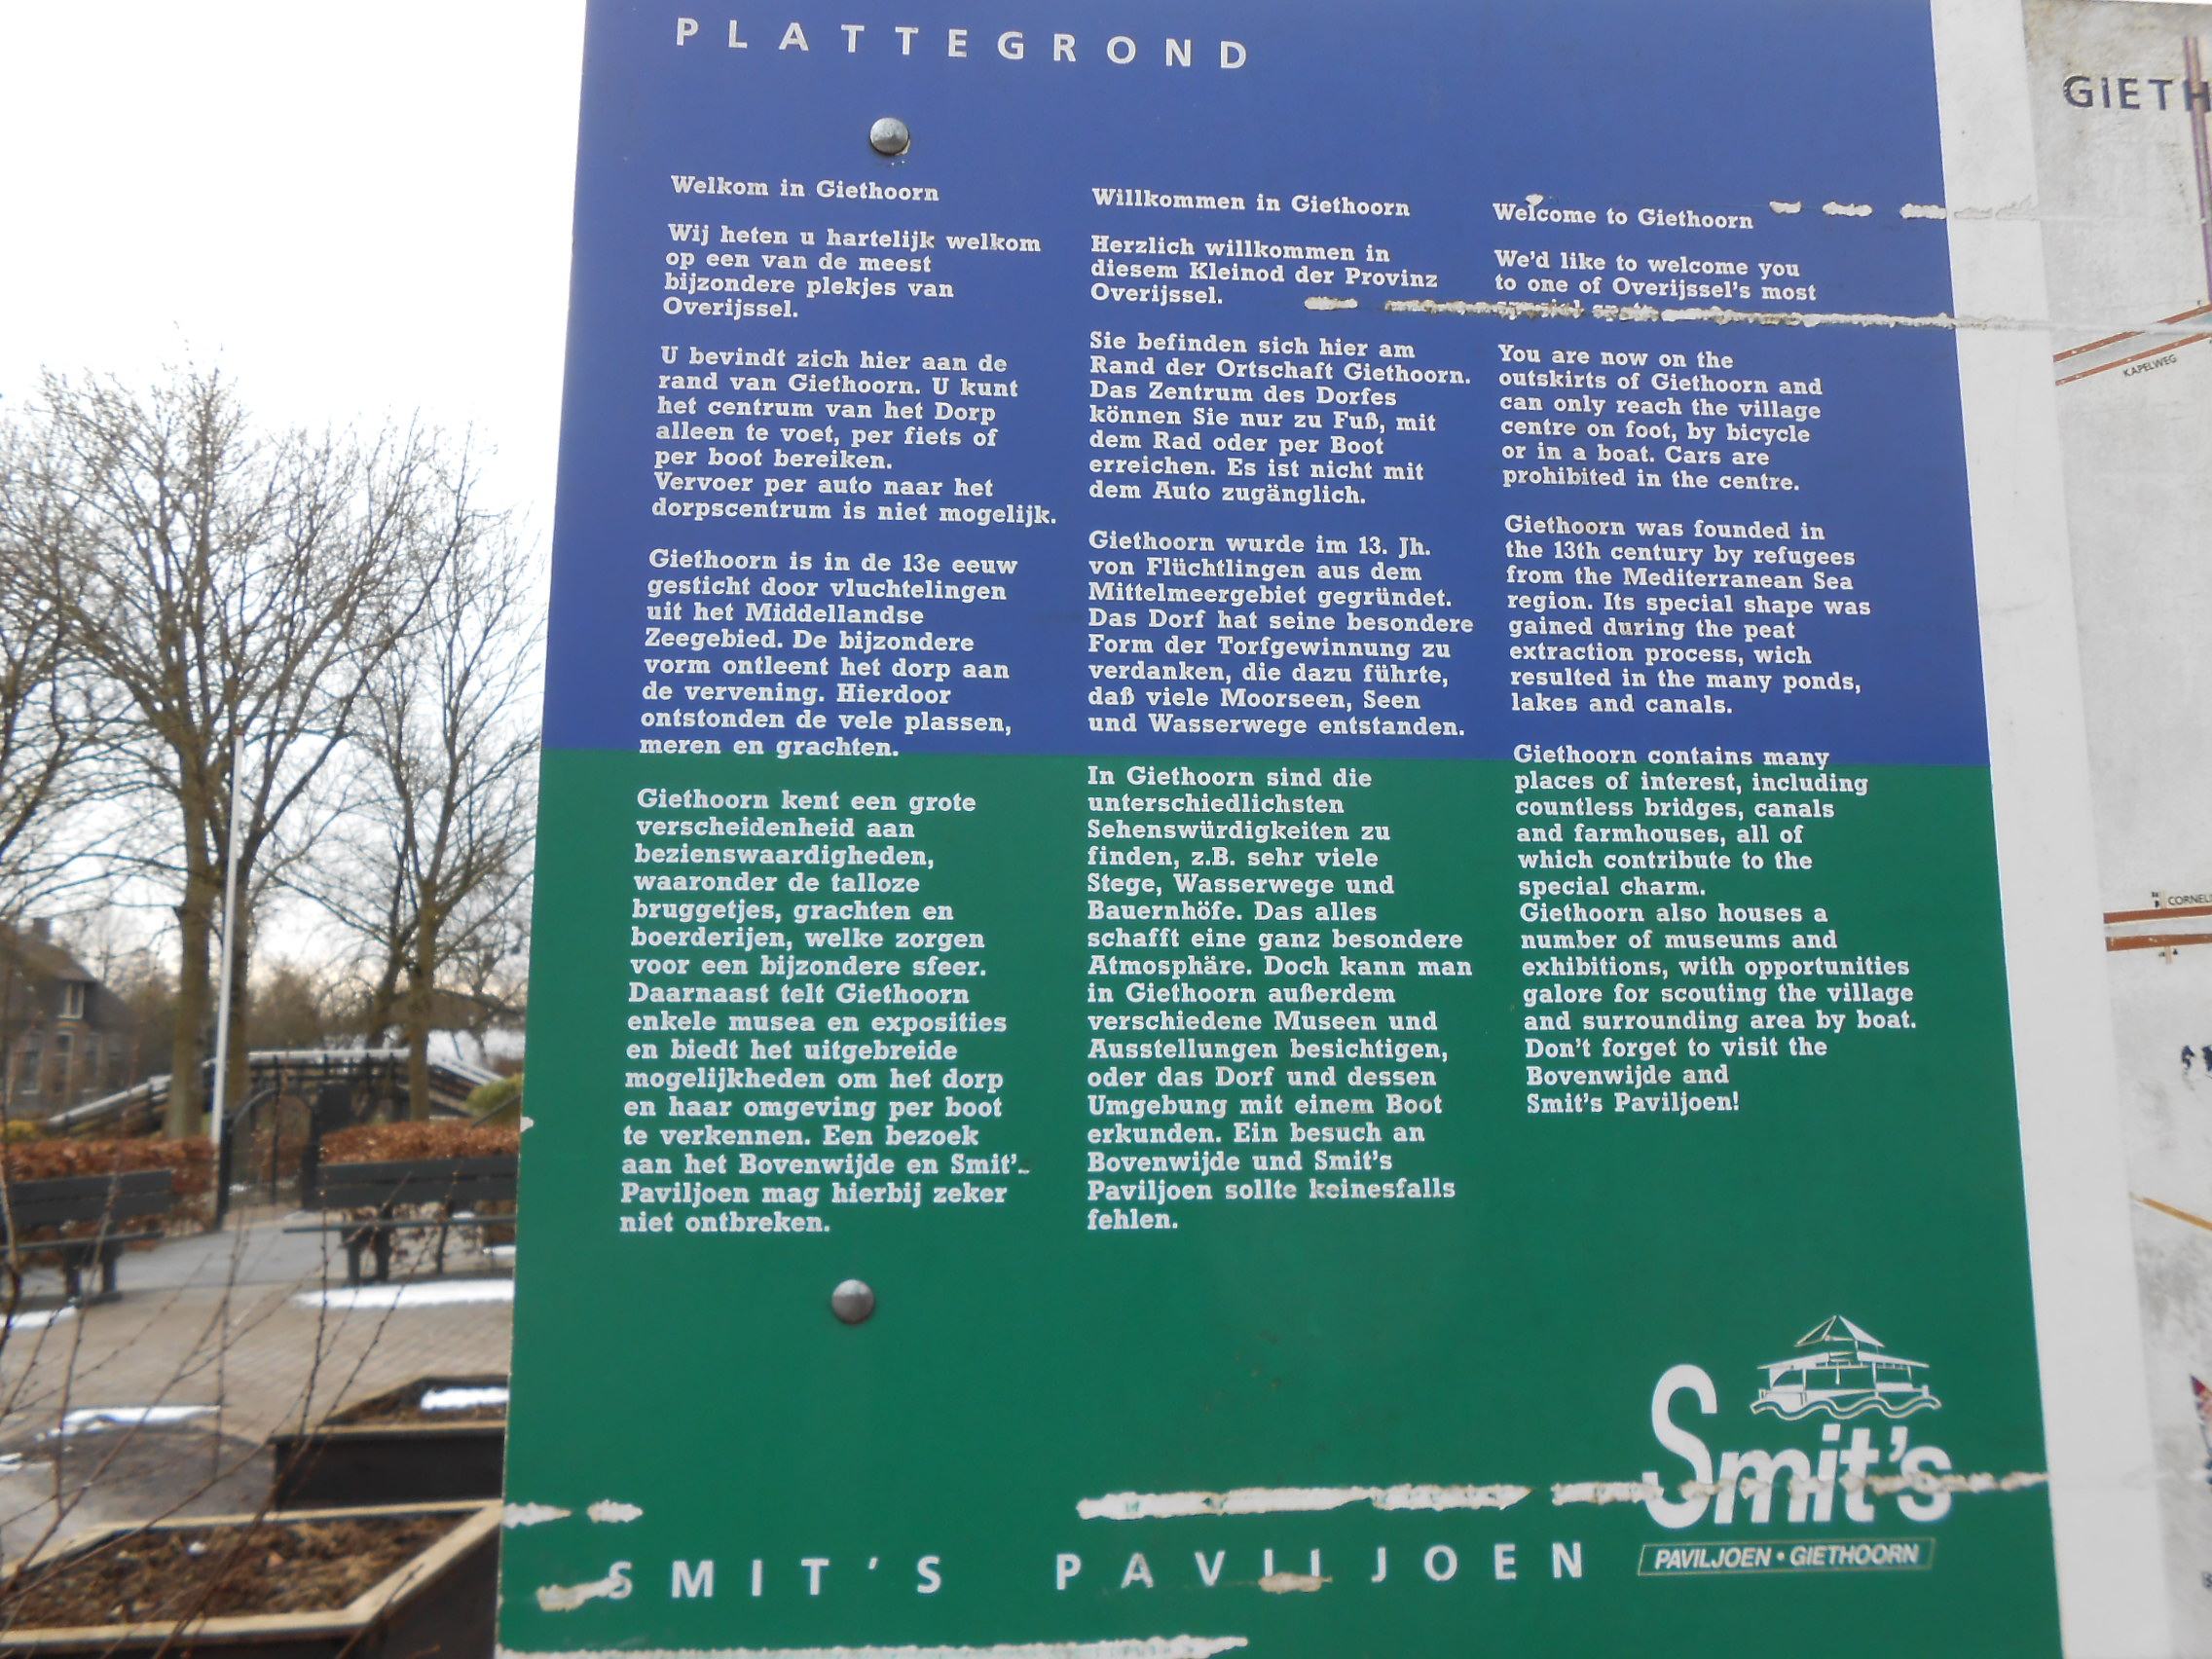 PLATTEGROND
Welkom in Giethoorn
Wij heten u hartelijk welkom
op een van de meest
bijzondere plekjes van
Overijssel.
U bevindt zich hier aan de
rand van Giethoorn. U kunt
het centrum van het Dorp
alleen te voet, per fiets of
per boot bereiken.
Vervoer per auto naar het
dorpscentrum is niet mogelijk.
Giethoorn is in de 13e eeuw
gesticht door vluchtelingen
uit het Middellandse
Zeegebied. De bijzondere
vorm ontleent het dorp aan
de vervening. Hierdoor
ontstonden de vele plassen,
meren en grachten.
Giethoorn kent een grote
verscheidenheid aan
bezienswaardigheden,
waaronder de talloze
bruggetjes, grachten en
boerderijen, welke zorgen
voor een bijzondere sfeer.
Daarnaast telt Giethoorn
enkele musea en exposities
en biedt het uitgebreide
mogelijkheden om het dorp
en haar omgeving per boot
te verkennen. Een bezoek
aan het Bovenwijde en Smit'
Paviljoen mag hierbij zeker
niet ontbreken.
Willkommen in Giethoorn
Herzlich willkommen in
diesem Kleinod der Provinz
Overijssel.
Sie befinden sich hier am
Rand der Ortschaft Giethoorn.
Das Zentrum des Dorfes
können Sie nur zu Fuß, mit
dem Rad oder per Boot
erreichen. Es ist nicht mit
dem Auto zugänglich.
Giethoorn wurde im 13. Jh.
von Flüchtlingen aus dem
Mittelmeergebiet gegründet.
Das Dorf hat seine besondere
Form der Torfgewinnung zu
verdanken, die dazu führte,
daß viele Moorseen, Seen
und Wasserwege entstanden.
In Giethoorn sind die
unterschiedlichsten
Sehenswürdigkeiten zu
finden, z.B. sehr viele
Stege, Wasserwege und
Bauernhöfe. Das alles
schafft eine ganz besondere
Atmosphäre. Doch kann man
in Giethoorn außerdem
verschiedene Museen und
Ausstellungen besichtigen,
oder das Dorf und dessen
Umgebung mit einem Boot
erkunden. Ein besuch an
Bovenwijde und Smit's
Paviljoen sollte keinesfalls
fehlen.
Welcome to Giethoorn
We'd like to welcome you
to one of Overijssel's most
special spots
You are now on the
outskirts of Giethoorn and
can only reach the village
centre on foot, by bicycle
or in a boat. Cars are
prohibited in the centre.
Giethoorn was founded in
the 13th century by refugees
from the Mediterranean Sea
region. Its special shape was
gained during the peat
extraction process, wich
resulted in the many ponds,
lakes and canals.
Giethoorn contains many
places of interest, including
countless bridges, canals
and farmhouses, all of
which contribute to the
special charm.
Giethoorn also houses a
number of museums and
exhibitions, with opportunities
galore for scouting the village
and surrounding area by boat.
Don't forget to visit the
Bovenwijde and
Smit's Paviljoen!
Smit's
PAVILJOEN • GIETHOORN
SMIT'S PAVILJOEN
GIETH
KAPELWEG